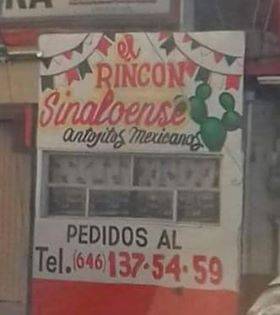 el
RINCON
Sinaloense
antojitos Mexicanos
PEDIDOS AL
Tel. (646) 137-54-59